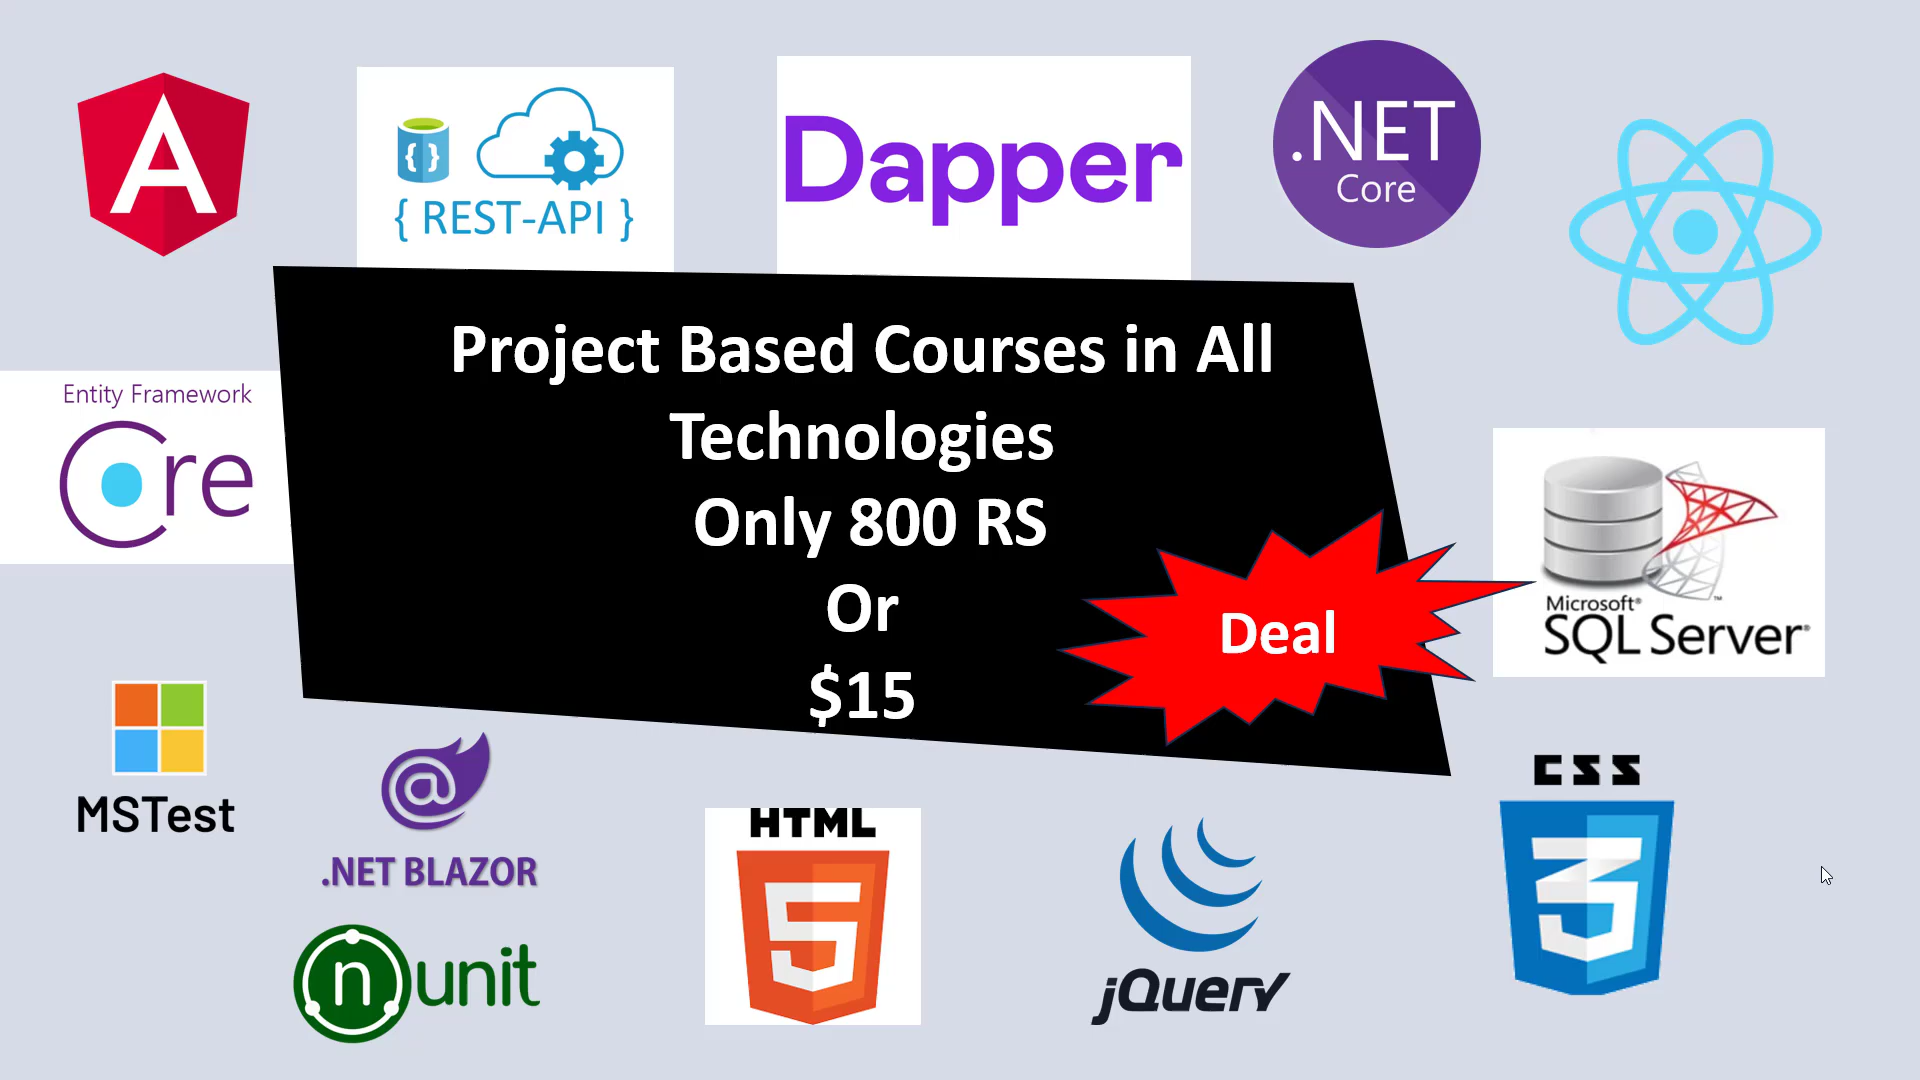 { REST-API }
Dapper
.NET
Core
Project Based Courses in All
Technologies
Only 800 RS
Or
$15
Deal
Entity Framework
Core
Microsoft®
SQL Server®
MSTest
@
.NET BLAZOR
nunit
HTML
5
jQuery
CSS
3